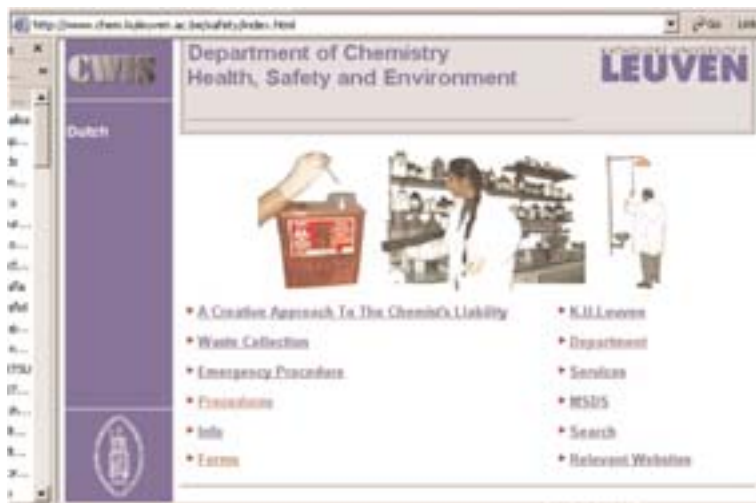 http://www.chem.kuleuven.ac.be/safety/index.html
Go
CWIS
Department of Chemistry
Health, Safety and Environment
LEUVEN
Dutch
A Creative Approach To The Chemist's Liability
Waste Collection
Emergency Procedure
Procedures
Info
Forms
K.U.Leuven
Department
Services
MSDS
Search
Relevant Websites